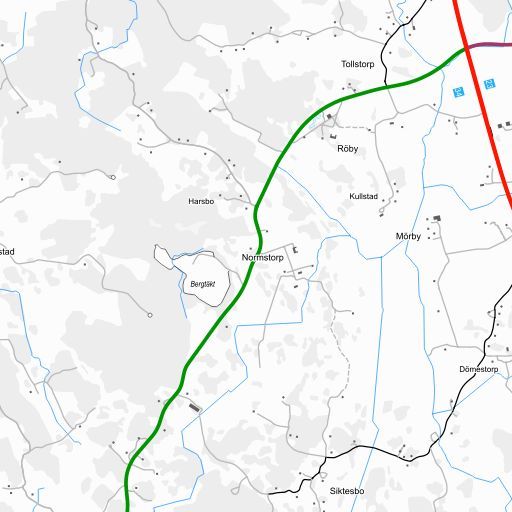 Tollstorp
Röby
Kullstad
Harsbo
Mörby
stad
Normstorp
Bergtäkt
Dömestorp
Siktesbo